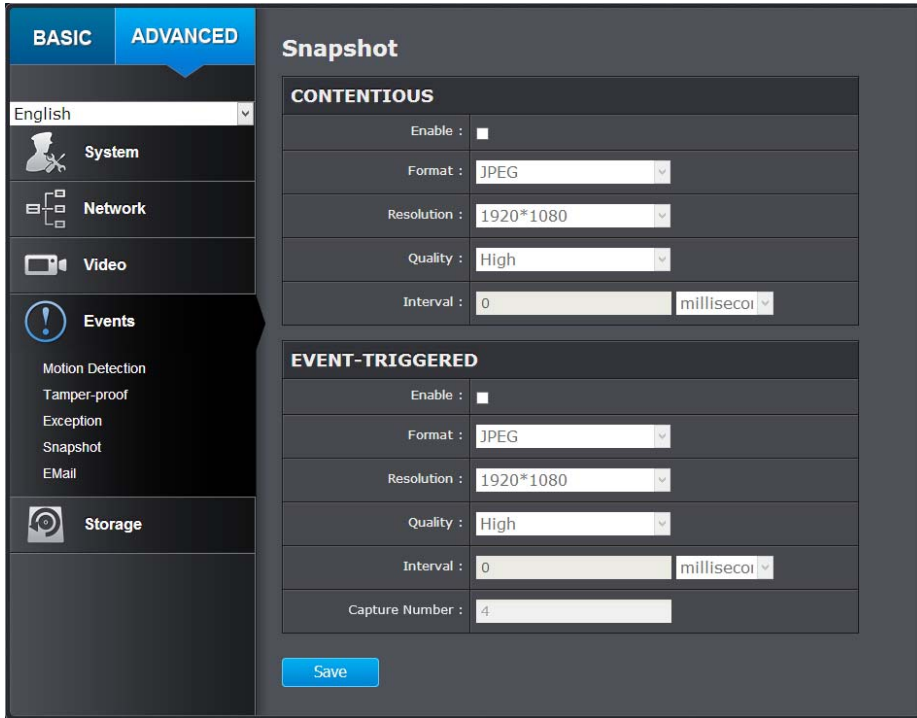 BASIC
ADVANCED
English
System
Network
Video
Events
Motion Detection
Tamper-proof
Exception
Snapshot
EMail
Storage
Snapshot
CONTENTIOUS
Enable :
Format : JPEG
Resolution : 1920*1080
Quality : High
Interval : 0 millisecon
EVENT-TRIGGERED
Enable :
Format : JPEG
Resolution : 1920*1080
Quality : High
Interval : 0 millisecon
Capture Number : 4
Save